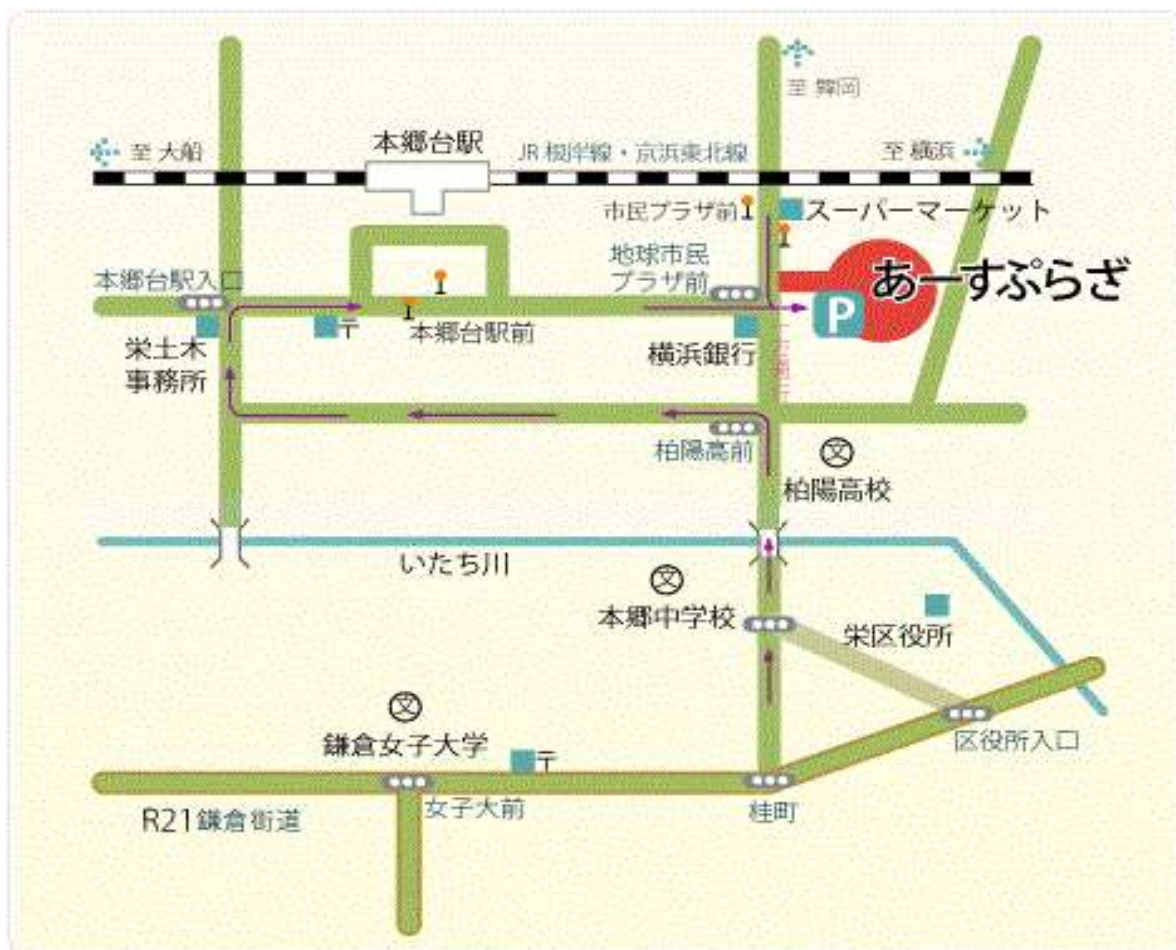 至 舞岡
本郷台駅
至 大船
JR 根岸線・京浜東北線
至 横浜
市民プラザ前
スーパーマーケット
地球市民
プラザ前
あーすぷらざ
本郷台駅入口
P
〒
本郷台駅前
栄土木
事務所
横浜銀行
柏陽高前
文
柏陽高校
いたち川
文
本郷中学校
栄区役所
文
鎌倉女子大学
〒
区役所入口
R21鎌倉街道
女子大前
桂町